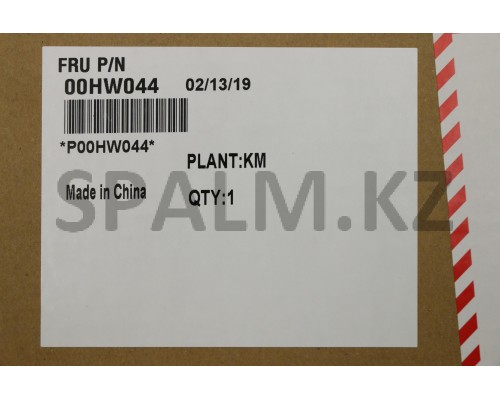 FRU P/N
00HW044 02/13/19
*P00HW044*
PLANT:KM
Made in China
QTY:1
SPALM.KZ